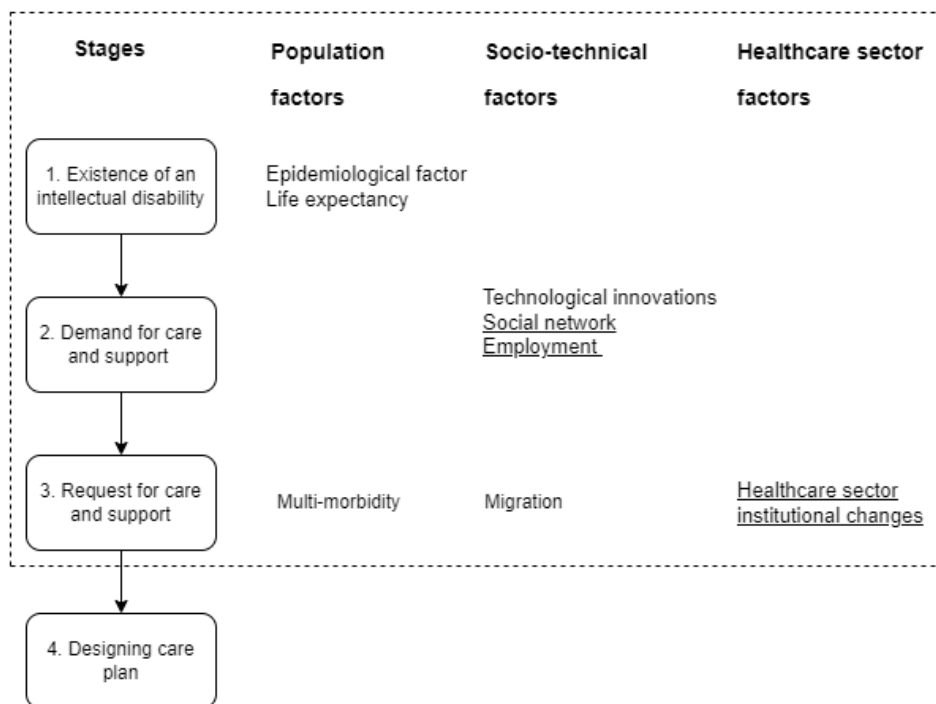 Stages
Population
factors
Socio-technical
factors
Healthcare sector
factors
1. Existence of an
intellectual disability
Epidemiological factor
Life expectancy
2. Demand for care
and support
Technological innovations
Social network
Employment
3. Request for care
and support
Multi-morbidity
Migration
Healthcare sector
institutional changes
4. Designing care
plan